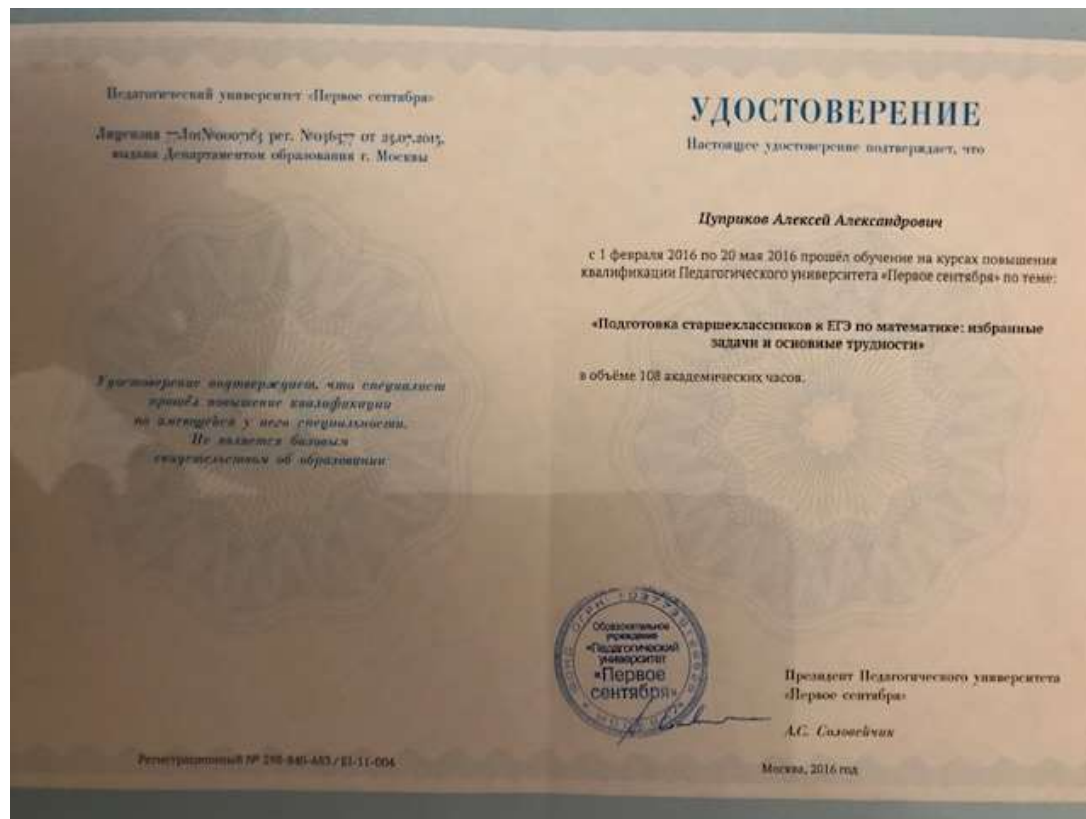 Педагогический университет «Первое сентября»
Лицензия рег. от 23.07.2015,
выдана Департаментом образования г. Москвы
Удостоверение подтверждает, что специалист
прошёл повышение квалификации
по имеющейся у него специальности.
Не является базовым
свидетельством об образовании
Регистрационный №
УДОСТОВЕРЕНИЕ
Настоящее удостоверение подтверждает, что
Цуприков Алексей Александрович
с 1 февраля 2016 по 20 мая 2016 прошёл обучение на курсах повышения
квалификации Педагогического университета «Первое сентября» по теме:
«Подготовка старшеклассников к ЕГЭ по математике: избранные
задачи и основные трудности»
в объёме 108 академических часов.
Образовательное
учреждение
«Педагогический
университет
«Первое
сентября»
Президент Педагогического университета
«Первое сентября»
А.С. Соловейчик
Москва, 2016 год